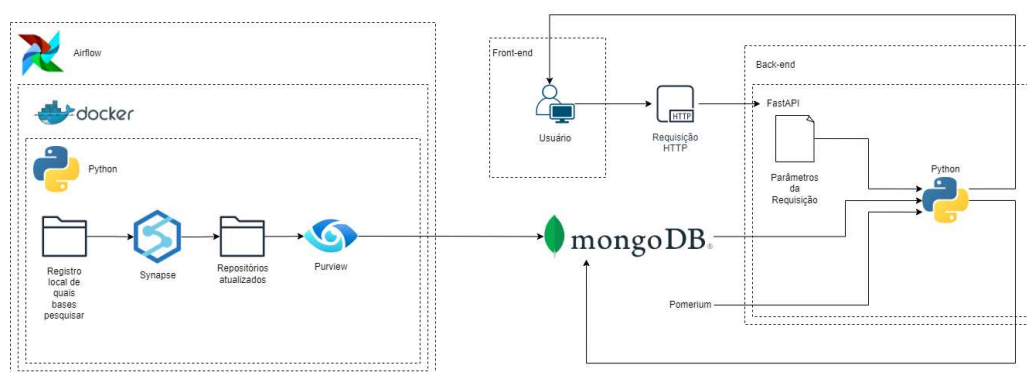 Airflow
docker
Python
Registro
local de
quais
bases
pesquisar
Synapse
Repositórios
atualizados
Purview
Front-end
Usuário
HTTP
Requisição
HTTP
mongoDB®
Pomerium
Back-end
FastAPI
Parâmetros
da
Requisição
Python